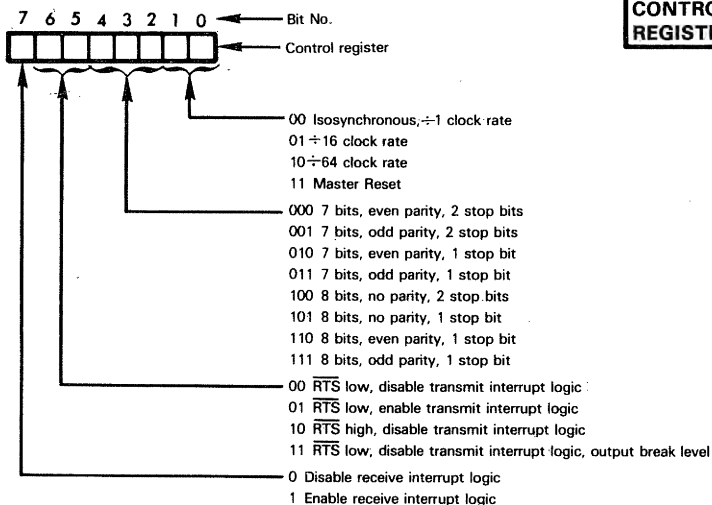 7 6 5 4 3 2 1 0 Bit No.
Control register
00 Isosynchronous,÷1 clock rate
01 ÷16 clock rate
10÷64 clock rate
11 Master Reset
000 7 bits, even parity, 2 stop bits
001 7 bits, odd parity, 2 stop bits
010 7 bits, even parity, 1 stop bit
011 7 bits, odd parity, 1 stop bit
100 8 bits, no parity, 2 stop bits
101 8 bits, no parity, 1 stop bit
110 8 bits, even parity, 1 stop bit
111 8 bits, odd parity, 1 stop bit
00 R̅T̅S̅ low, disable transmit interrupt logic
01 R̅T̅S̅ low, enable transmit interrupt logic
10 R̅T̅S̅ high, disable transmit interrupt logic
11 R̅T̅S̅ low, disable transmit interrupt logic, output break level
0 Disable receive interrupt logic
1 Enable receive interrupt logic